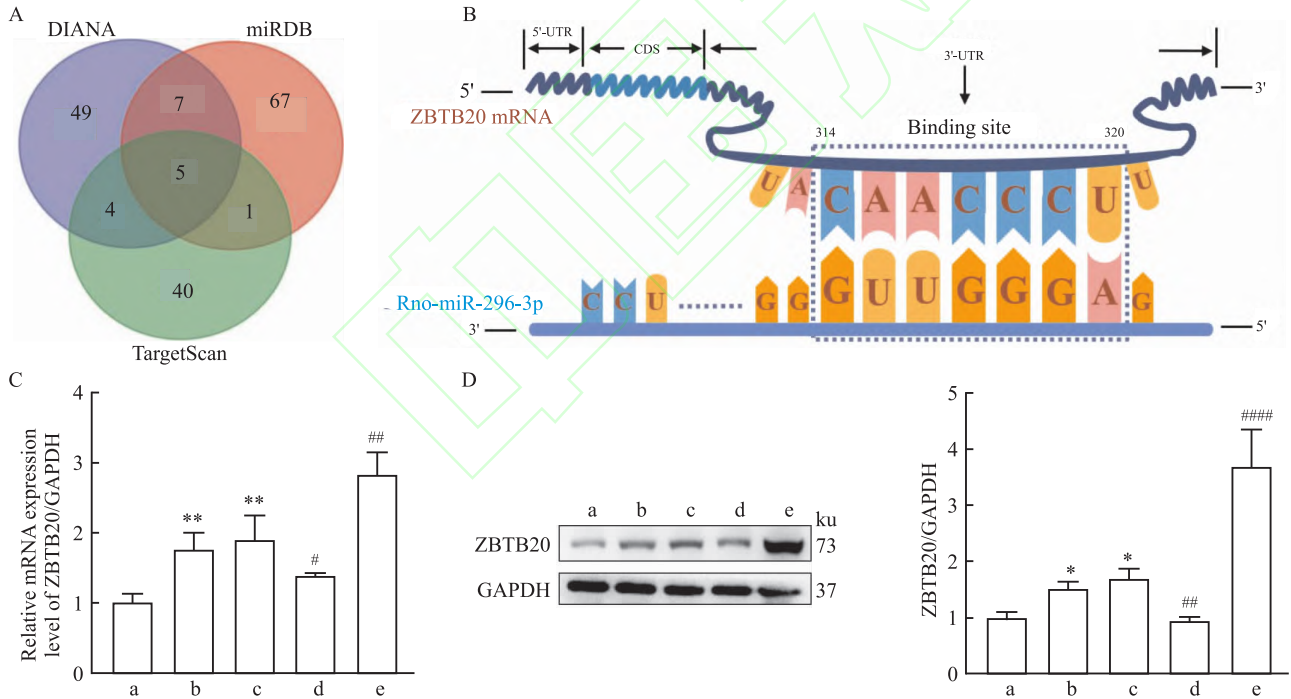 A
DIANA
miRDB
49
7
67
5
4
1
40
TargetScan
B
5'-UTR
CDS
3'-UTR
5'
3'
ZBTB20 mRNA
Binding site
314
320
U A C A A C C C U U
Rno-miR-296-3p
C C U G G G U U G G G A G
3'
5'
C
Relative mRNA expression
level of ZBTB20/GAPDH
4
3
2
1
0
**
**
#
##
a b c d e
D
a b c d e
ku
ZBTB20
73
GAPDH
37
ZBTB20/GAPDH
5
4
3
2
1
0
*
*
##
####
a b c d e